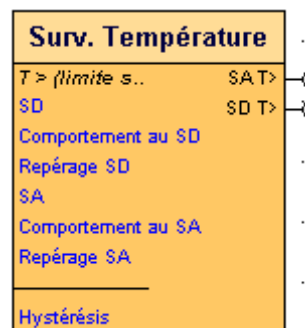 Surv. Température
T > (limite s.. SA T>
SD SD T>
Comportement au SD
Repérage SD
SA
Comportement au SA
Repérage SA
Hystérésis